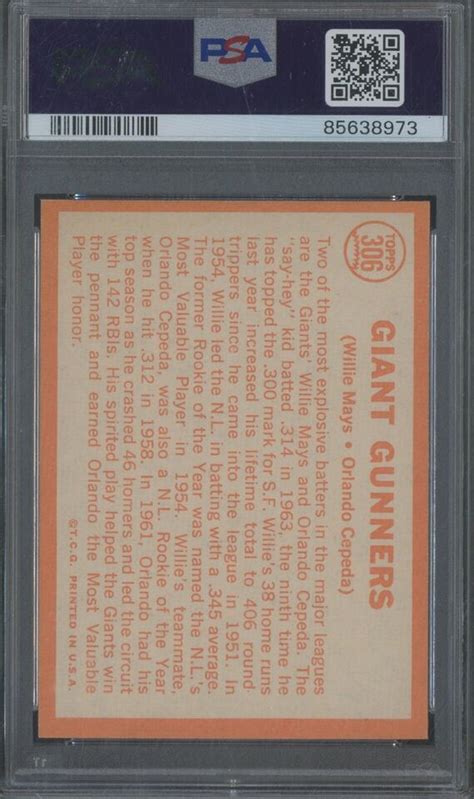 PSA
85638973
TOPPS
306
GIANT GUNNERS
(Willie Mays • Orlando Cepeda)
Two of the most explosive batters in the major leagues
are the Giants' Willie Mays and Orlando Cepeda. The
"say-hey" kid batted .314 in 1963, the ninth time he
has topped the .300 mark for S.F. Willie's 38 home runs
last year increased his lifetime total to 406 round-
trippers since he came into the league in 1951. In
1954, Willie led the N.L. in batting with a .345 average.
The former Rookie of the Year was named the N.L.'s
Most Valuable Player in 1954. Willie's teammate,
Orlando Cepeda, was also a N.L. Rookie of the Year
when he hit .312 in 1958. In 1961, Orlando had his
top season as he crashed 46 homers and led the circuit
with 142 RBIs. His spirited play helped the Giants win
the pennant and earned Orlando the Most Valuable
Player honor.
©T.C.G. PRINTED IN U.S.A.